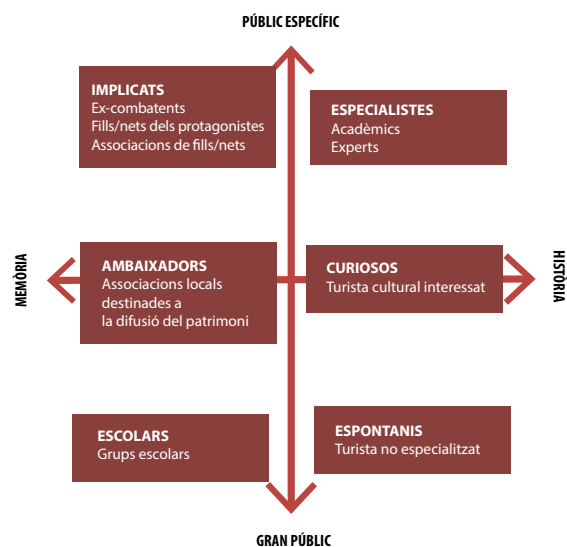 PÚBLIC ESPECÍFIC
IMPLICATS
Ex-combatents
Fills/nets dels protagonistes
Associacions de fills/nets
ESPECIALISTES
Acadèmics
Experts
MEMÒRIA
AMBAIXADORS
Associacions locals
destinades a
la difusió del patrimoni
CURIOSOS
Turista cultural interessat
HISTÒRIA
ESCOLARS
Grups escolars
ESPONTANIS
Turista no especialitzat
GRAN PÚBLIC